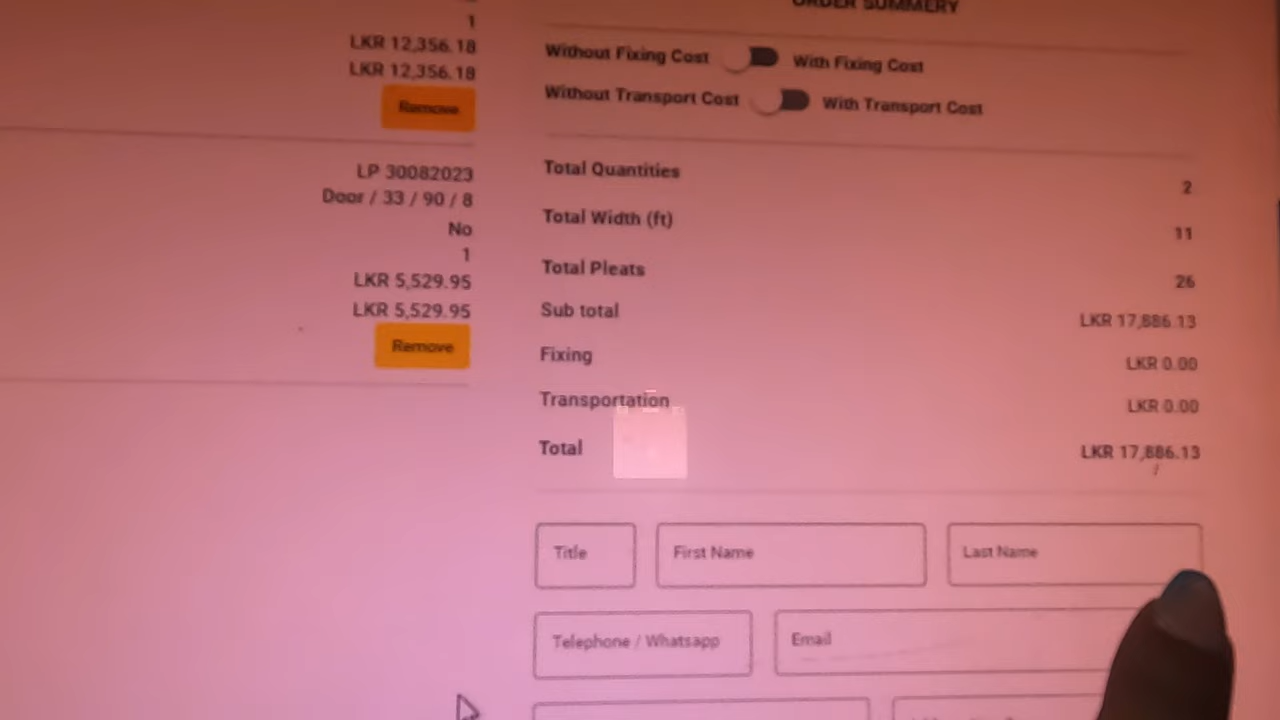 1
LKR 12,356.18
LKR 12,356.18
Remove
LP 30082023
Door / 33 / 90 / 8
No
1
LKR 5,529.95
LKR 5,529.95
Remove
ORDER SUMMERY
Without Fixing Cost With Fixing Cost
Without Transport Cost With Transport Cost
Total Quantities 2
Total Width (ft) 11
Total Pleats 26
Sub total LKR 17,886.13
Fixing LKR 0.00
Transportation LKR 0.00
Total LKR 17,886.13
Title First Name Last Name
Telephone / Whatsapp Email